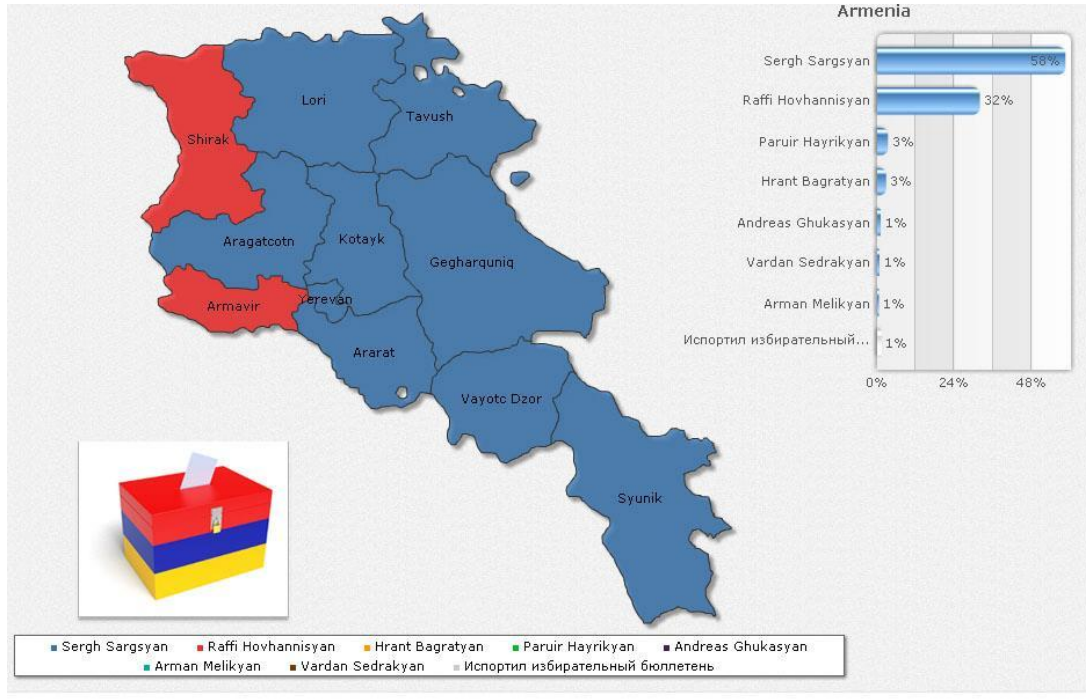 Armenia
Sergh Sargsyan 58%
Raffi Hovhannisyan 32%
Paruir Hayrikyan 3%
Hrant Bagratyan 3%
Andreas Ghukasyan 1%
Vardan Sedrakyan 1%
Arman Melikyan 1%
Испортил избирательный... 1%
0% 24% 48%
Lori
Tavush
Shirak
Aragatcotn
Kotayk
Gegharquniq
Armavir
Yerevan
Ararat
Vayotc Dzor
Syunik
Sergh Sargsyan Raffi Hovhannisyan Hrant Bagratyan Paruir Hayrikyan Andreas Ghukasyan
Arman Melikyan Vardan Sedrakyan Испортил избирательный бюллетень